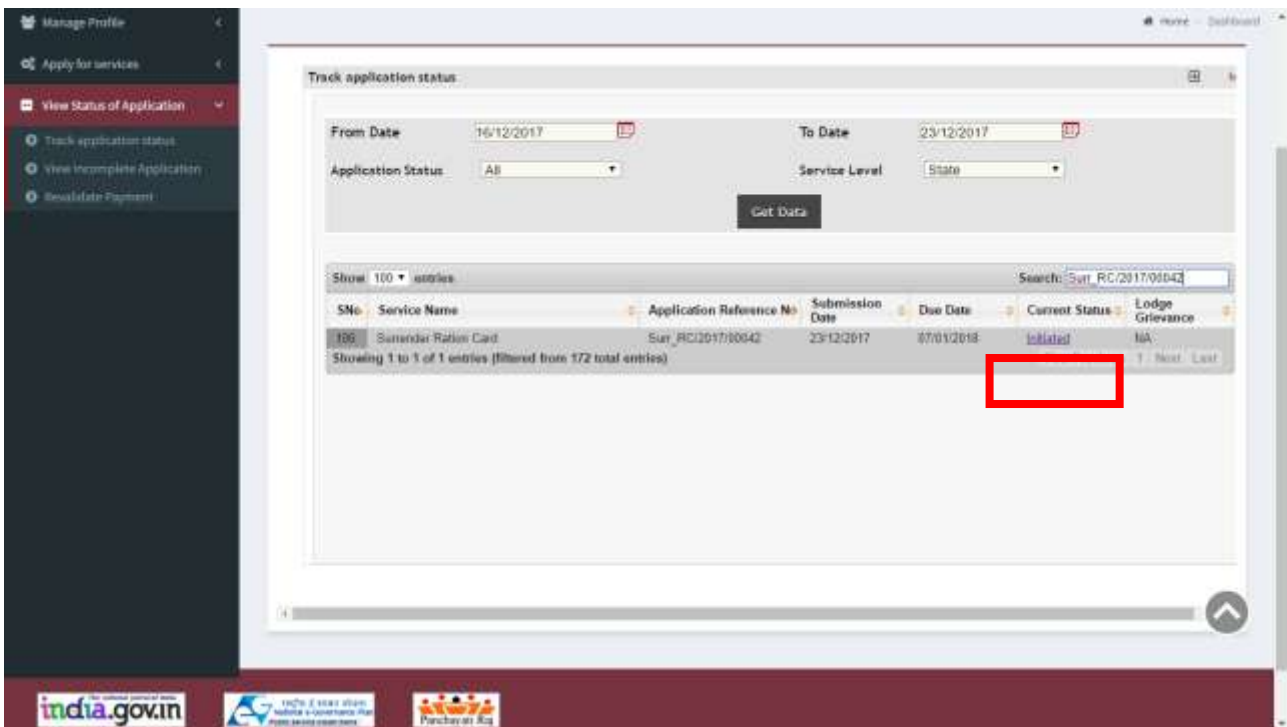 Manage Profile
Home Dashboard
Apply for services
Track application status
View Status of Application
From Date 16/12/2017 To Date 23/12/2017
Track application status
View Incomplete Application
Application Status All Service Level State
Revalidate Payment
Get Data
Show 100 entries Search: Surr_RC/2017/00042
SNo Service Name Application Reference No Submission Date Due Date Current Status Lodge Grievance
186 Surrender Ration Card Surr_RC/2017/00042 23/12/2017 07/01/2018 Initiated NA
Showing 1 to 1 of 1 entries (filtered from 172 total entries) 1 Next Last
india.gov.in
Panchayati Raj